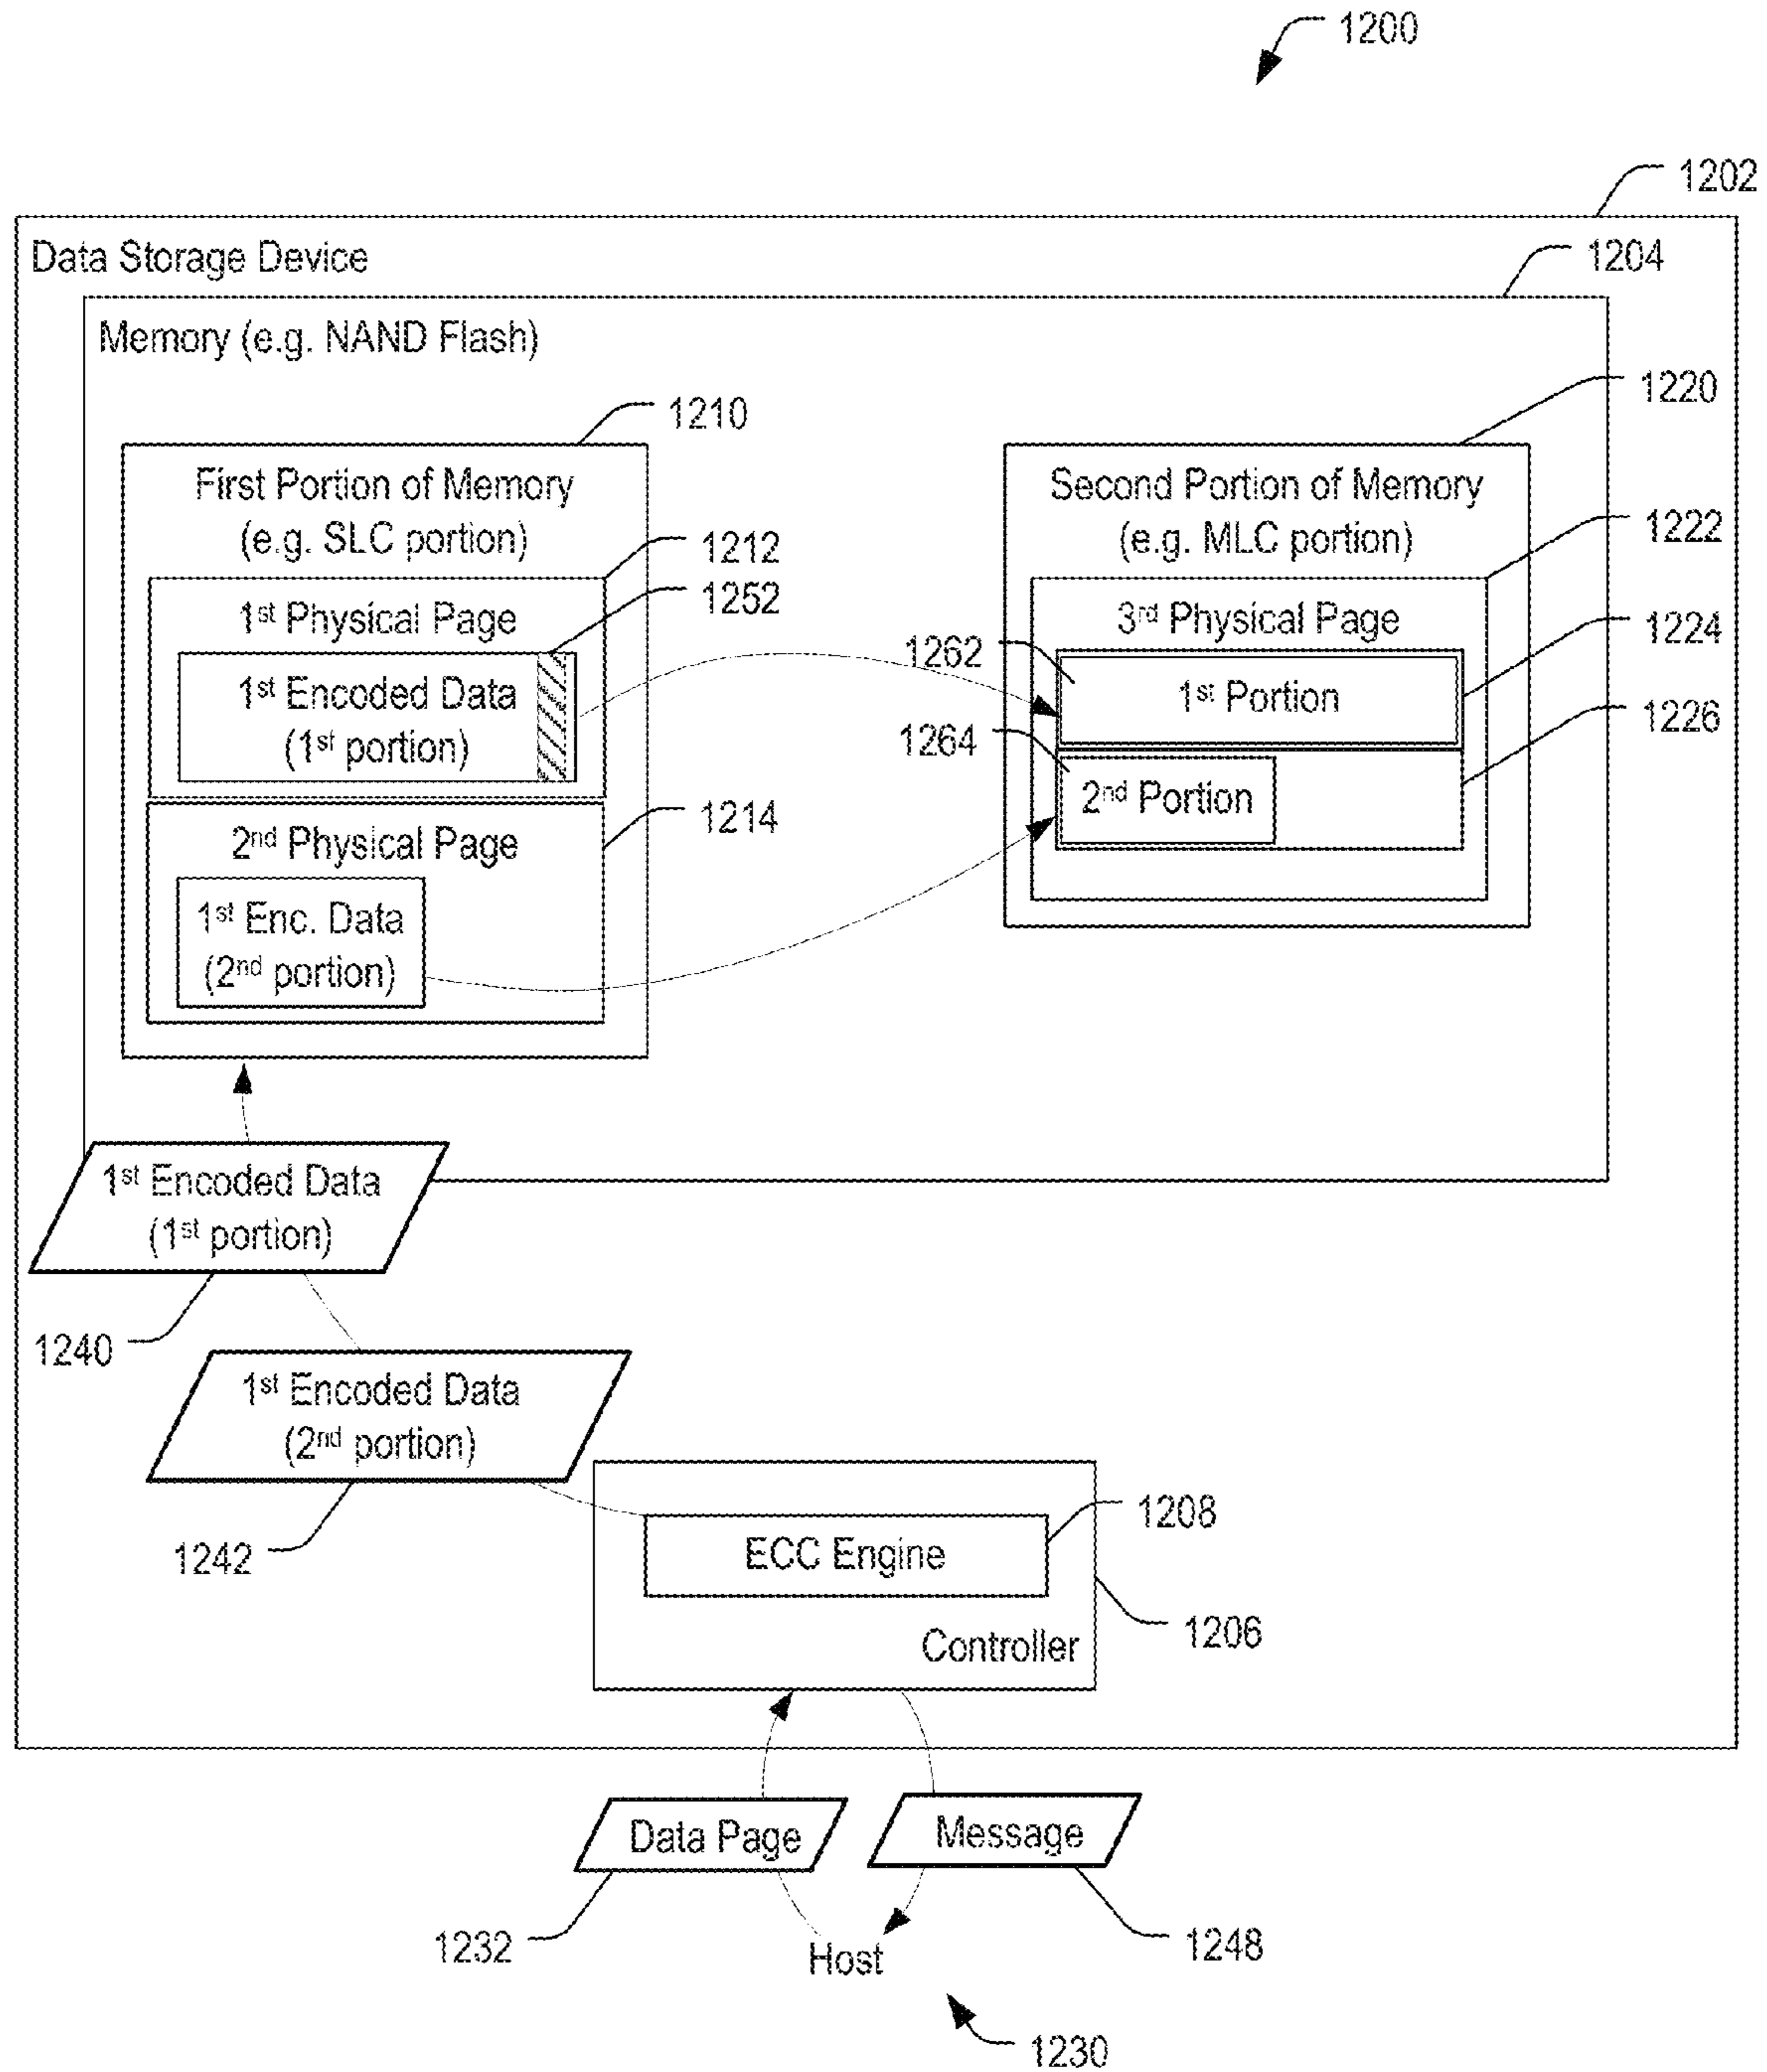 1200
1202
Data Storage Device
1204
Memory (e.g. NAND Flash)
1220
1210
First Portion of Memory
(e.g. SLC portion)
Second Portion of Memory
(e.g. MLC portion)
1222
1212
1252
1st Physical Page
3rd Physical Page
1224
1262
1st Encoded Data
(1st portion)
1st Portion
1226
1264
2nd Portion
1214
2nd Physical Page
1st Enc. Data
(2nd portion)
1st Encoded Data
(1st portion)
1240
1st Encoded Data
(2nd portion)
1242
1208
ECC Engine
1206
Controller
Data Page
Message
1232
1248
Host
1230